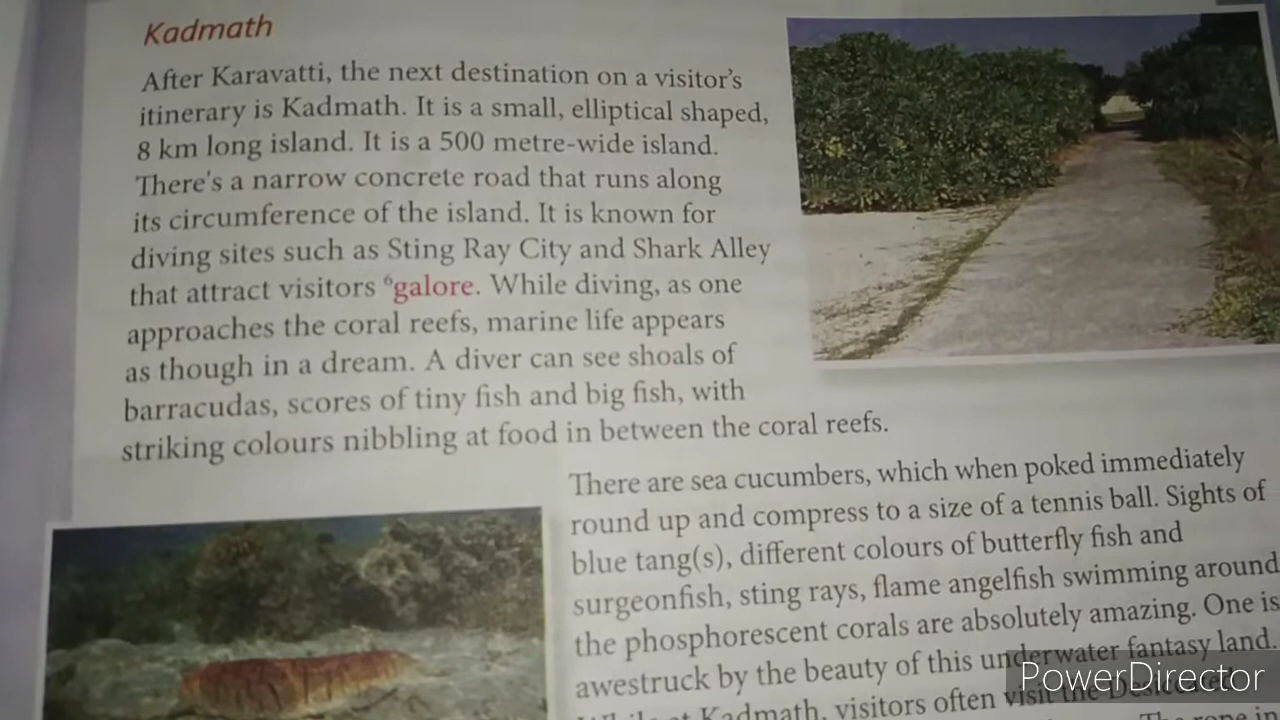 Kadmath
After Karavatti, the next destination on a visitor's
itinerary is Kadmath. It is a small, elliptical shaped,
8 km long island. It is a 500 metre-wide island.
There's a narrow concrete road that runs along
its circumference of the island. It is known for
diving sites such as Sting Ray City and Shark Alley
that attract visitors ⁶galore. While diving, as one
approaches the coral reefs, marine life appears
as though in a dream. A diver can see shoals of
barracudas, scores of tiny fish and big fish, with
striking colours nibbling at food in between the coral reefs.
There are sea cucumbers, which when poked immediately
round up and compress to a size of a tennis ball. Sights of
blue tang(s), different colours of butterfly fish and
surgeonfish, sting rays, flame angelfish swimming around
the phosphorescent corals are absolutely amazing. One is
awestruck by the beauty of this underwater fantasy land.
Kadmath, visitors often visit the
The rope in
PowerDirector